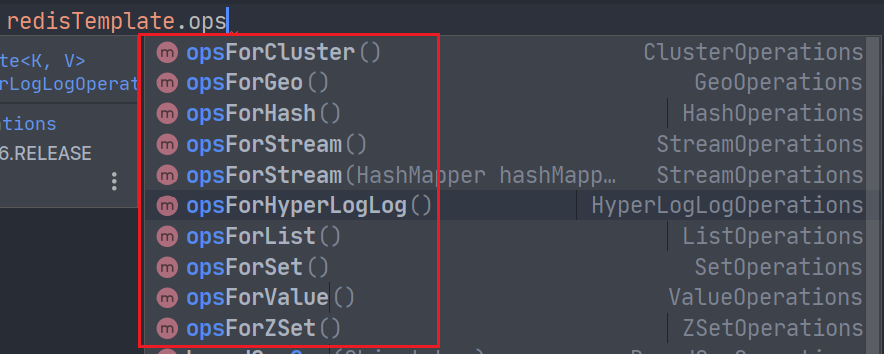 redisTemplate.ops
te<K, V>
rLogLogOperat
ations
6.RELEASE
m opsForCluster() ClusterOperations
m opsForGeo() GeoOperations
m opsForHash() HashOperations
m opsForStream() StreamOperations
m opsForStream(HashMapper hashMapp... StreamOperations
m opsForHyperLogLog() HyperLogLogOperations
m opsForList() ListOperations
m opsForSet() SetOperations
m opsForValue() ValueOperations
m opsForZSet() ZSetOperations